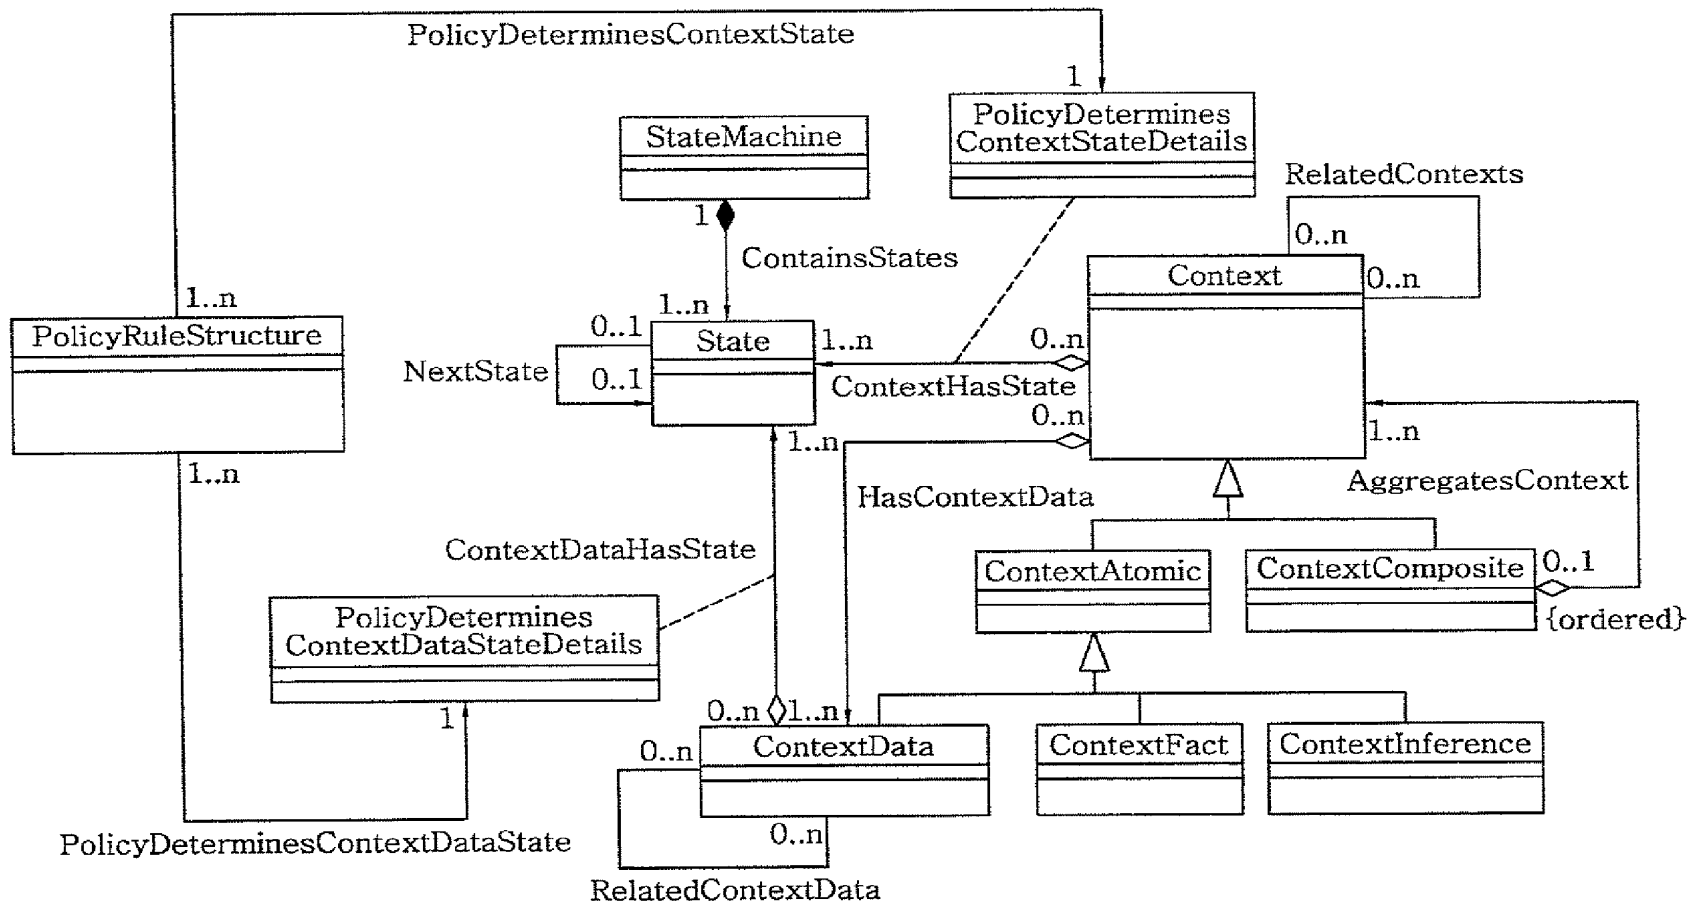 PolicyDeterminesContextState
1
PolicyDetermines
ContextStateDetails
StateMachine
1
ContainsStates
1..n
RelatedContexts
0..n
0..n
Context
1..n
PolicyRuleStructure
1..n
0..1
NextState
0..1
State
1..n
0..n
ContextHasState
0..n
1..n
1..n
AggregatesContext
HasContextData
ContextDataHasState
ContextAtomic
ContextComposite
0..1
{ordered}
PolicyDetermines
ContextDataStateDetails
1
0..n
1..n
0..n
ContextData
ContextFact
ContextInference
0..n
PolicyDeterminesContextDataState
RelatedContextData